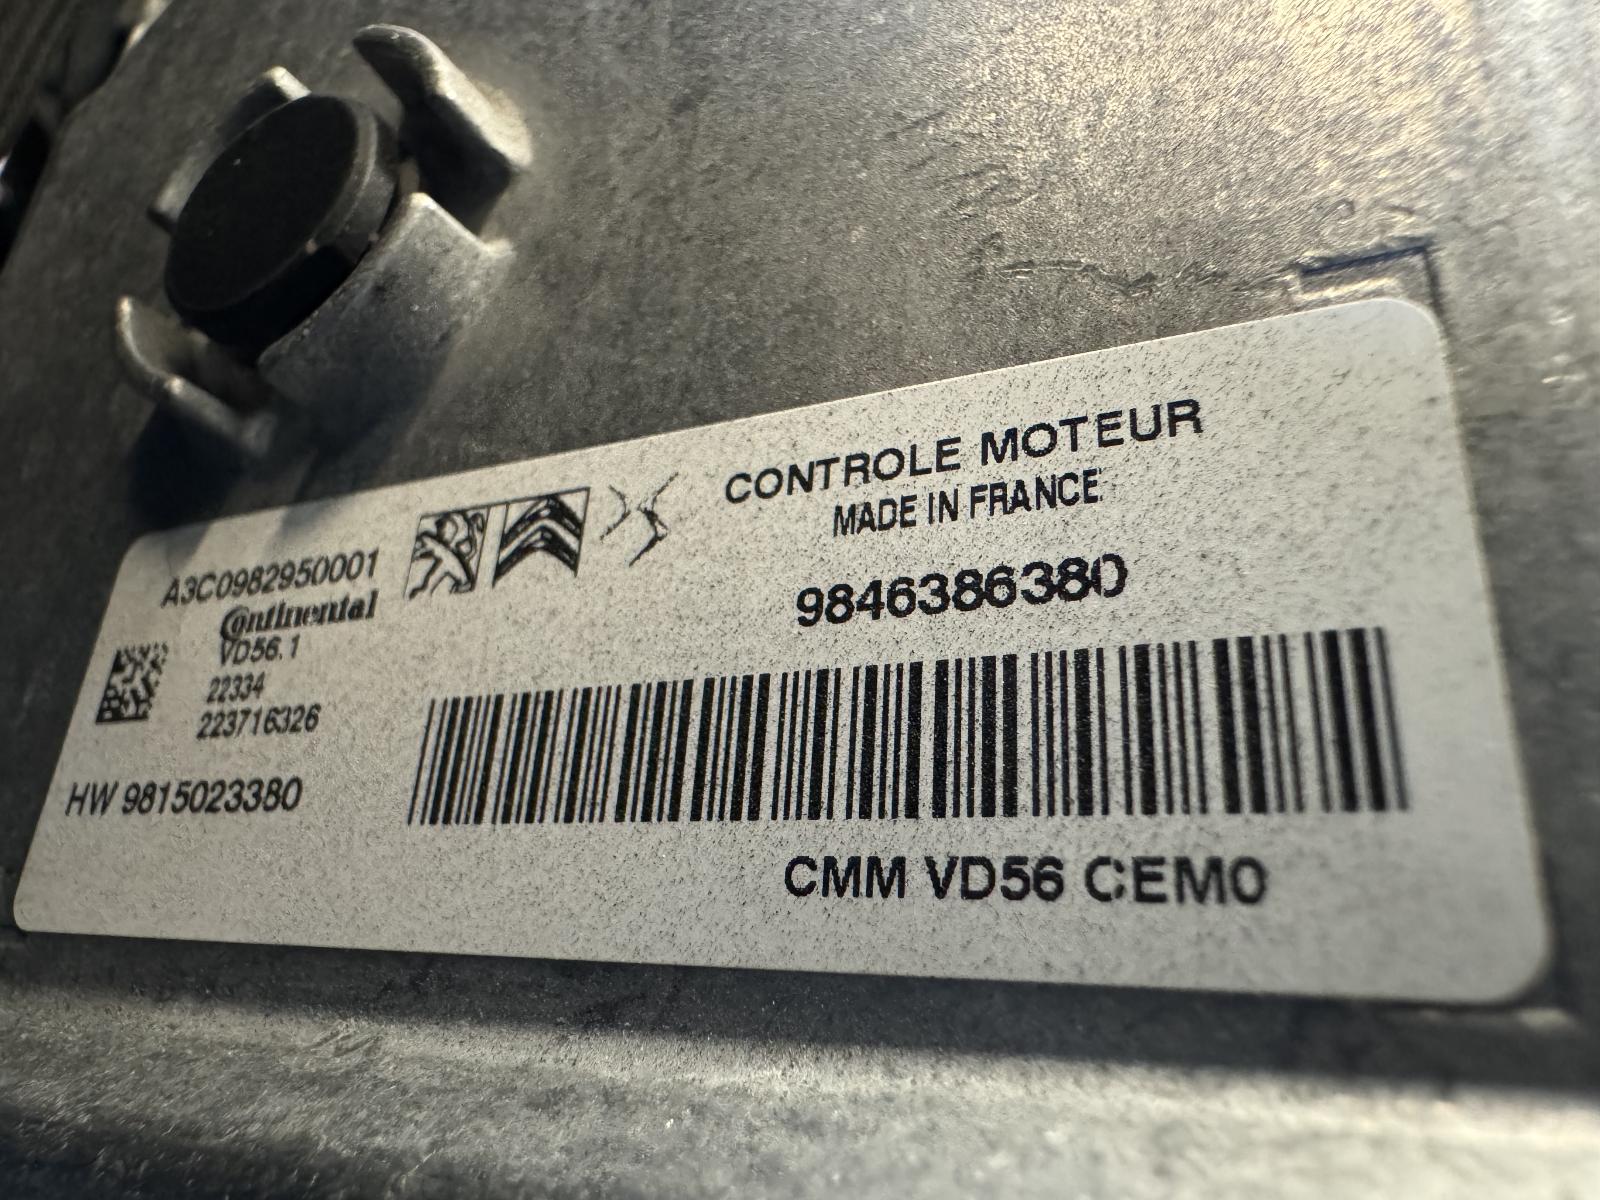 CONTROLE MOTEUR
MADE IN FRANCE
9846386380
A3C0982950001
Continental
VD56.1
22334
223716326
HW 9815023380
CMM VD56 CEM0